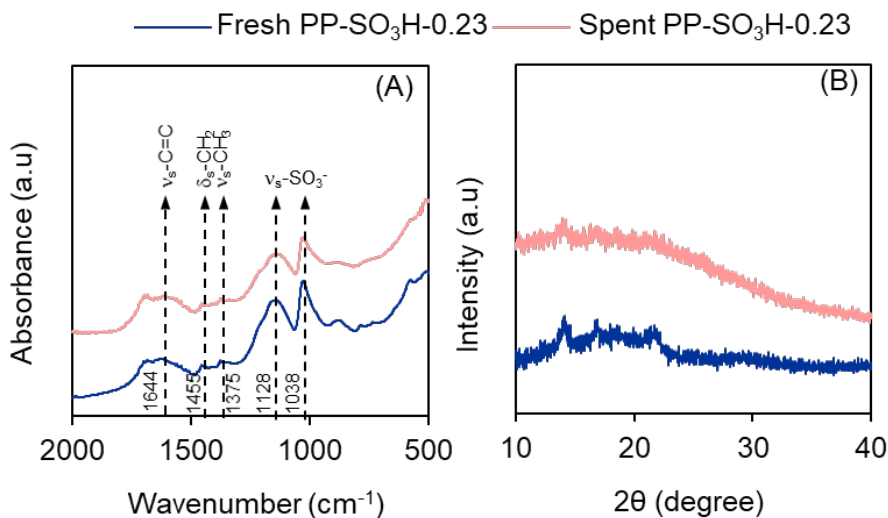 Fresh PP-SO₃H-0.23
Spent PP-SO₃H-0.23
(A)
Absorbance (a.u)
νₛ-C=C
δₛ-CH₂
νₛ-CH₃
νₛ-SO₃⁻
1644
1455
1375
1128
1038
2000
1500
1000
500
Wavenumber (cm⁻¹)
(B)
Intensity (a.u)
10
20
30
40
2θ (degree)